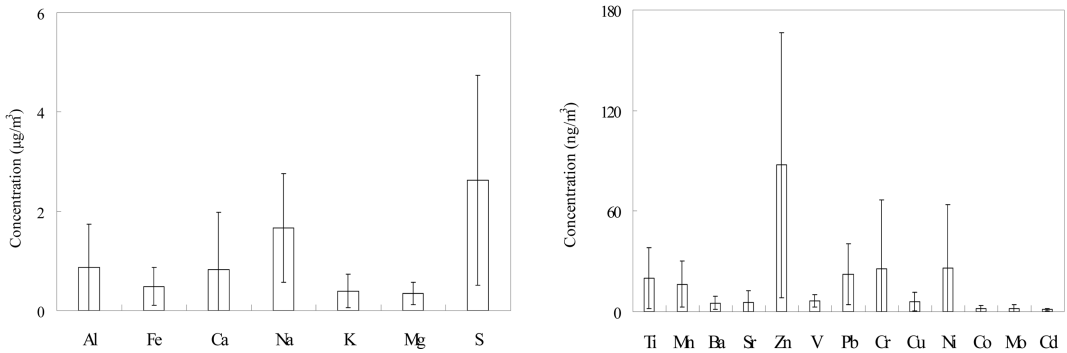 6
4
2
0
Concentration (μg/m³)
Al Fe Ca Na K Mg S
180
120
60
0
Concentration (ng/m³)
Ti Mn Ba Sr Zn V Pb Cr Cu Ni Co Mo Cd